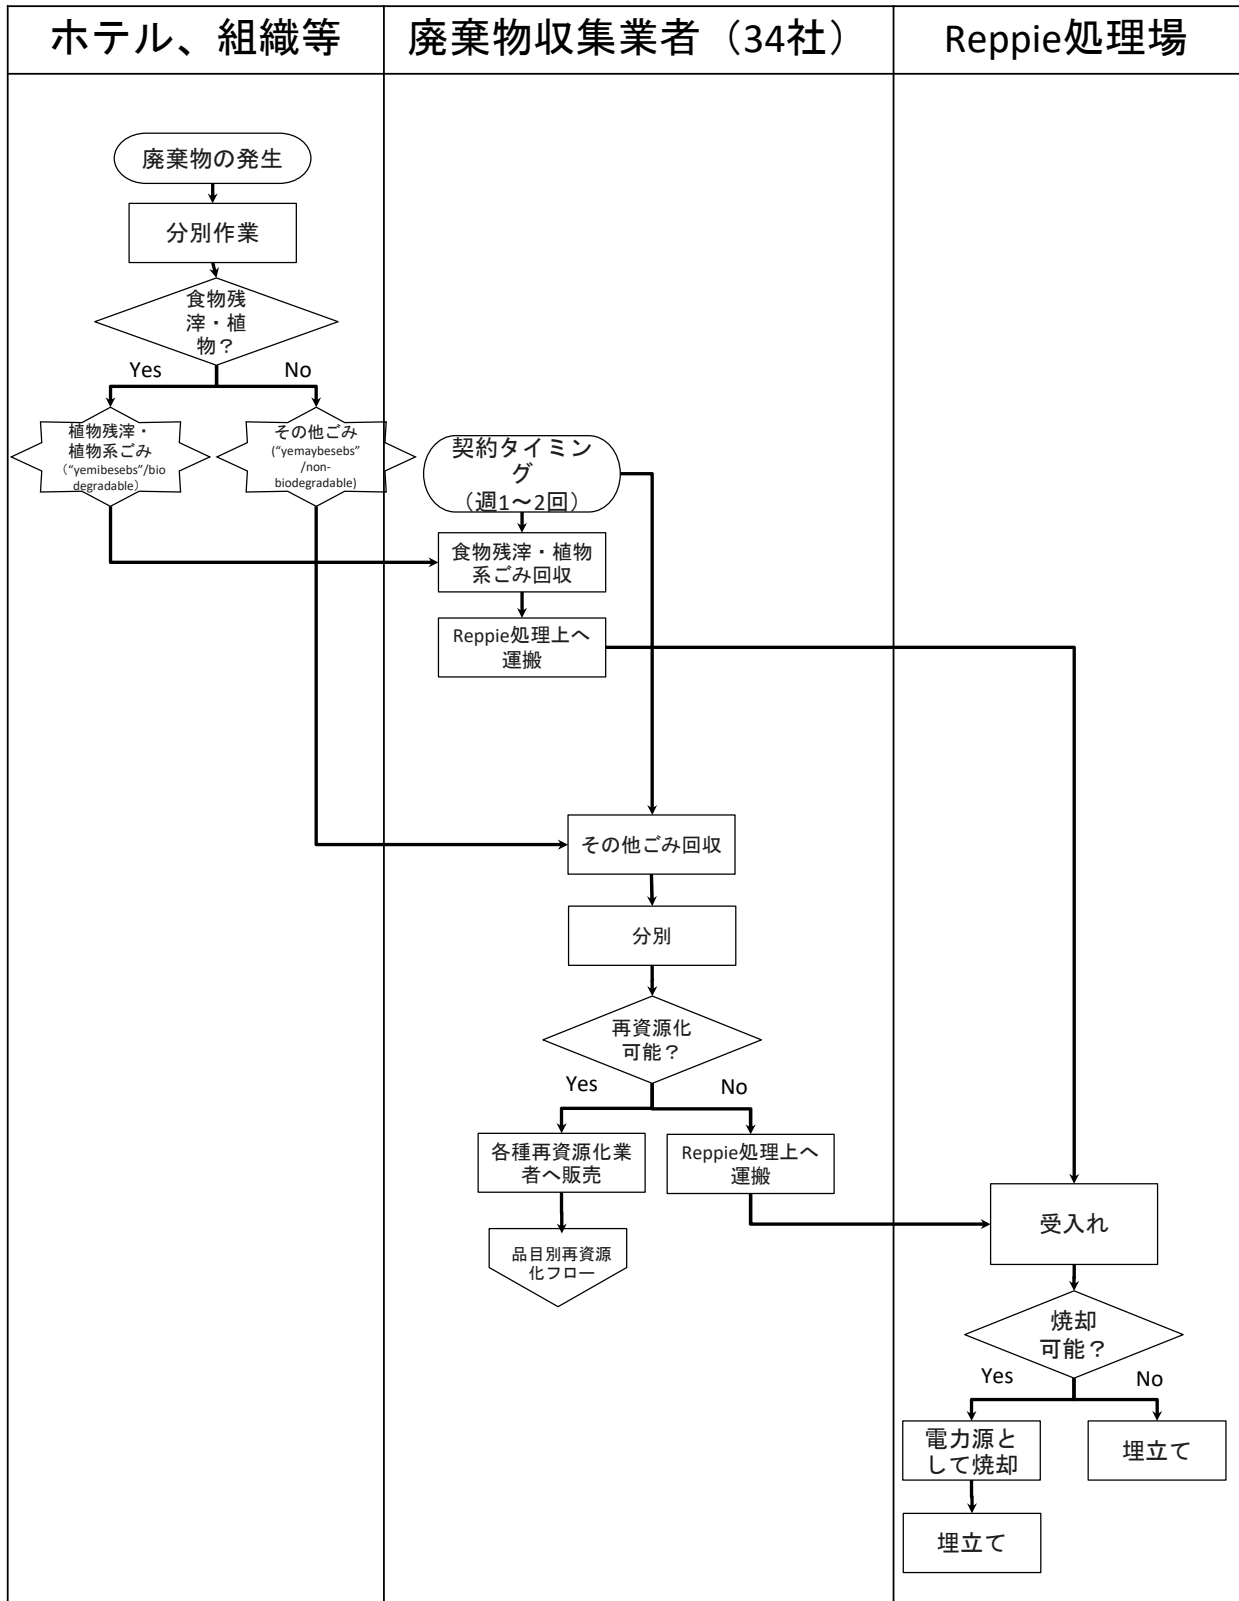 ホテル、組織等
廃棄物収集業者（34社）
Reppie処理場
廃棄物の発生
分別作業
食物残
滓・植
物？
Yes
No
植物残滓・
植物系ごみ
（“yemibesebs”/bio
degradable）
その他ごみ
(“yemaybesebs”
/non-
biodegradable)
契約タイミン
グ
（週1～2回）
食物残滓・植物
系ごみ回収
Reppie処理上へ
運搬
その他ごみ回収
分別
再資源化
可能？
Yes
No
各種再資源化業
者へ販売
Reppie処理上へ
運搬
品目別再資源
化フロー
受入れ
焼却
可能？
Yes
No
電力源と
して焼却
埋立て
埋立て